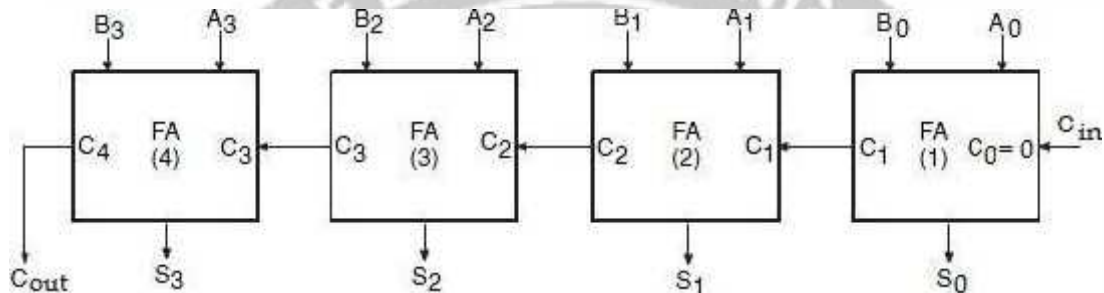 B3 A3 B2 A2 B1 A1 B0 A0
Cin
C4 FA (4) C3 C3 FA (3) C2 C2 FA (2) C1 C1 FA (1) C0 = 0
Cout S3 S2 S1 S0